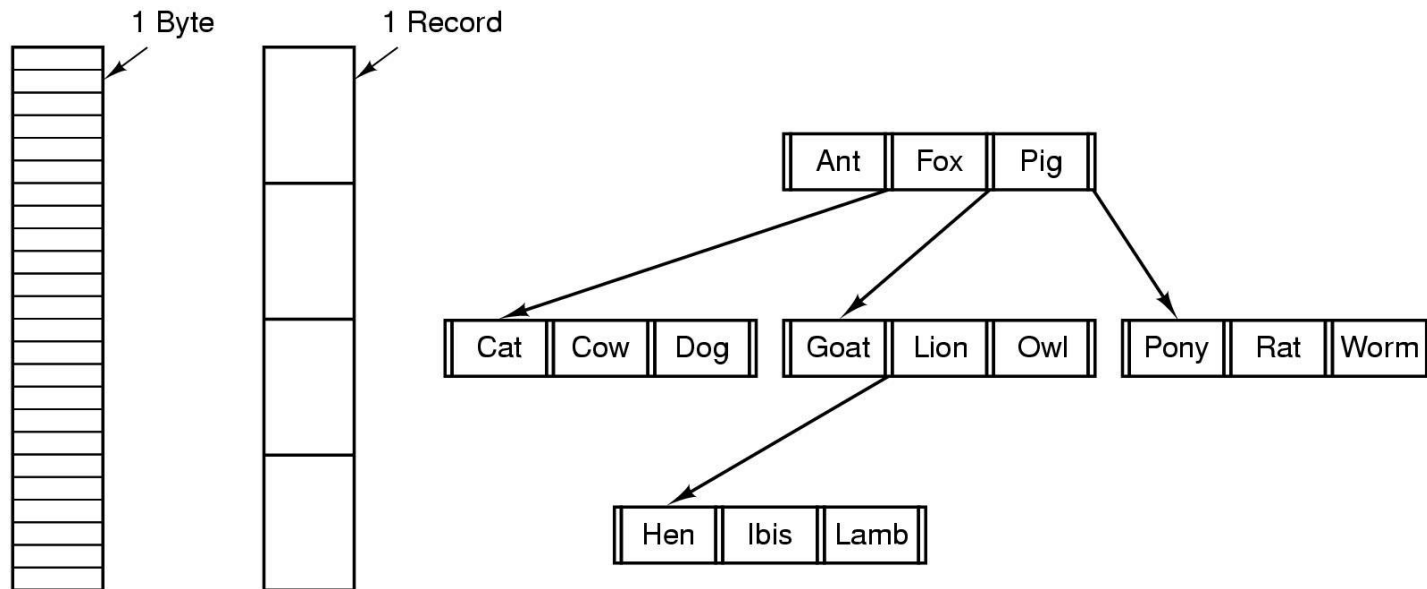 1 Byte
1 Record
Ant Fox Pig
Cat Cow Dog
Goat Lion Owl
Pony Rat Worm
Hen Ibis Lamb